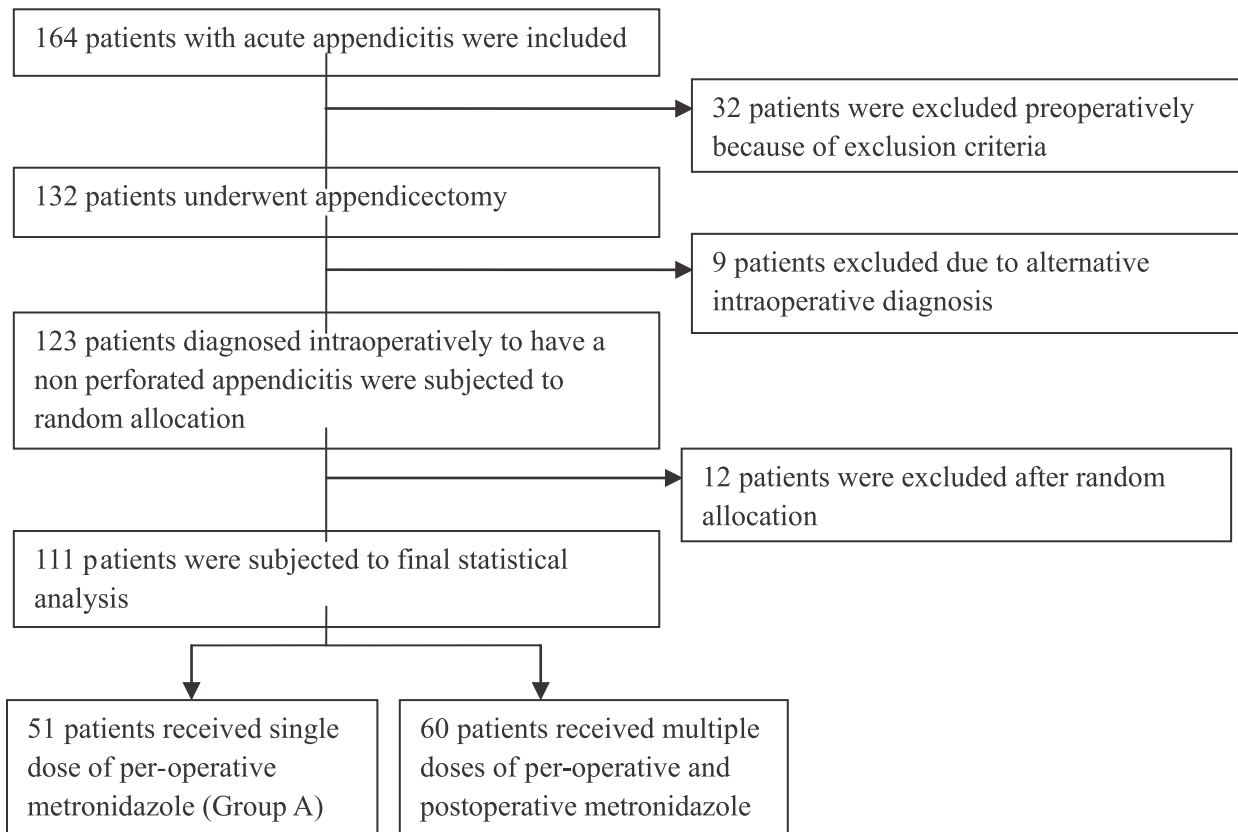 164 patients with acute appendicitis were included
32 patients were excluded preoperatively
because of exclusion criteria
132 patients underwent appendicectomy
9 patients excluded due to alternative
intraoperative diagnosis
123 patients diagnosed intraoperatively to have a
non perforated appendicitis were subjected to
random allocation
12 patients were excluded after random
allocation
111 patients were subjected to final statistical
analysis
51 patients received single
dose of per-operative
metronidazole (Group A)
60 patients received multiple
doses of per-operative and
postoperative metronidazole